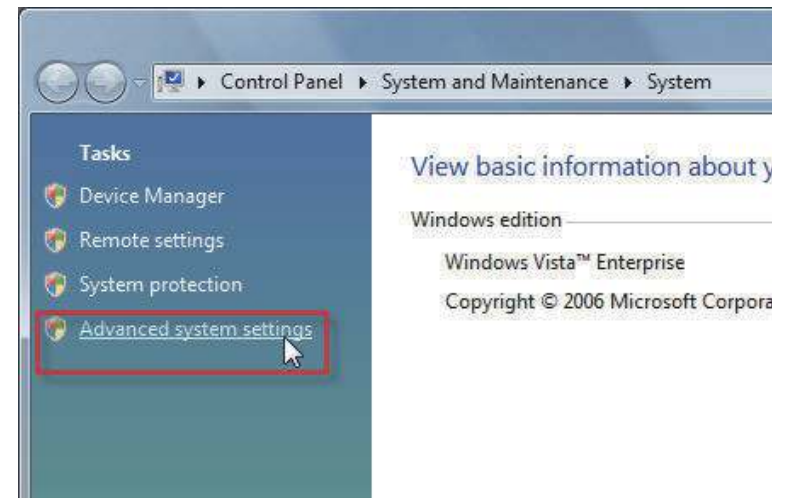 Control Panel ▸ System and Maintenance ▸ System
Tasks
Device Manager
Remote settings
System protection
Advanced system settings
View basic information about
Windows edition
Windows Vista™ Enterprise
Copyright © 2006 Microsoft